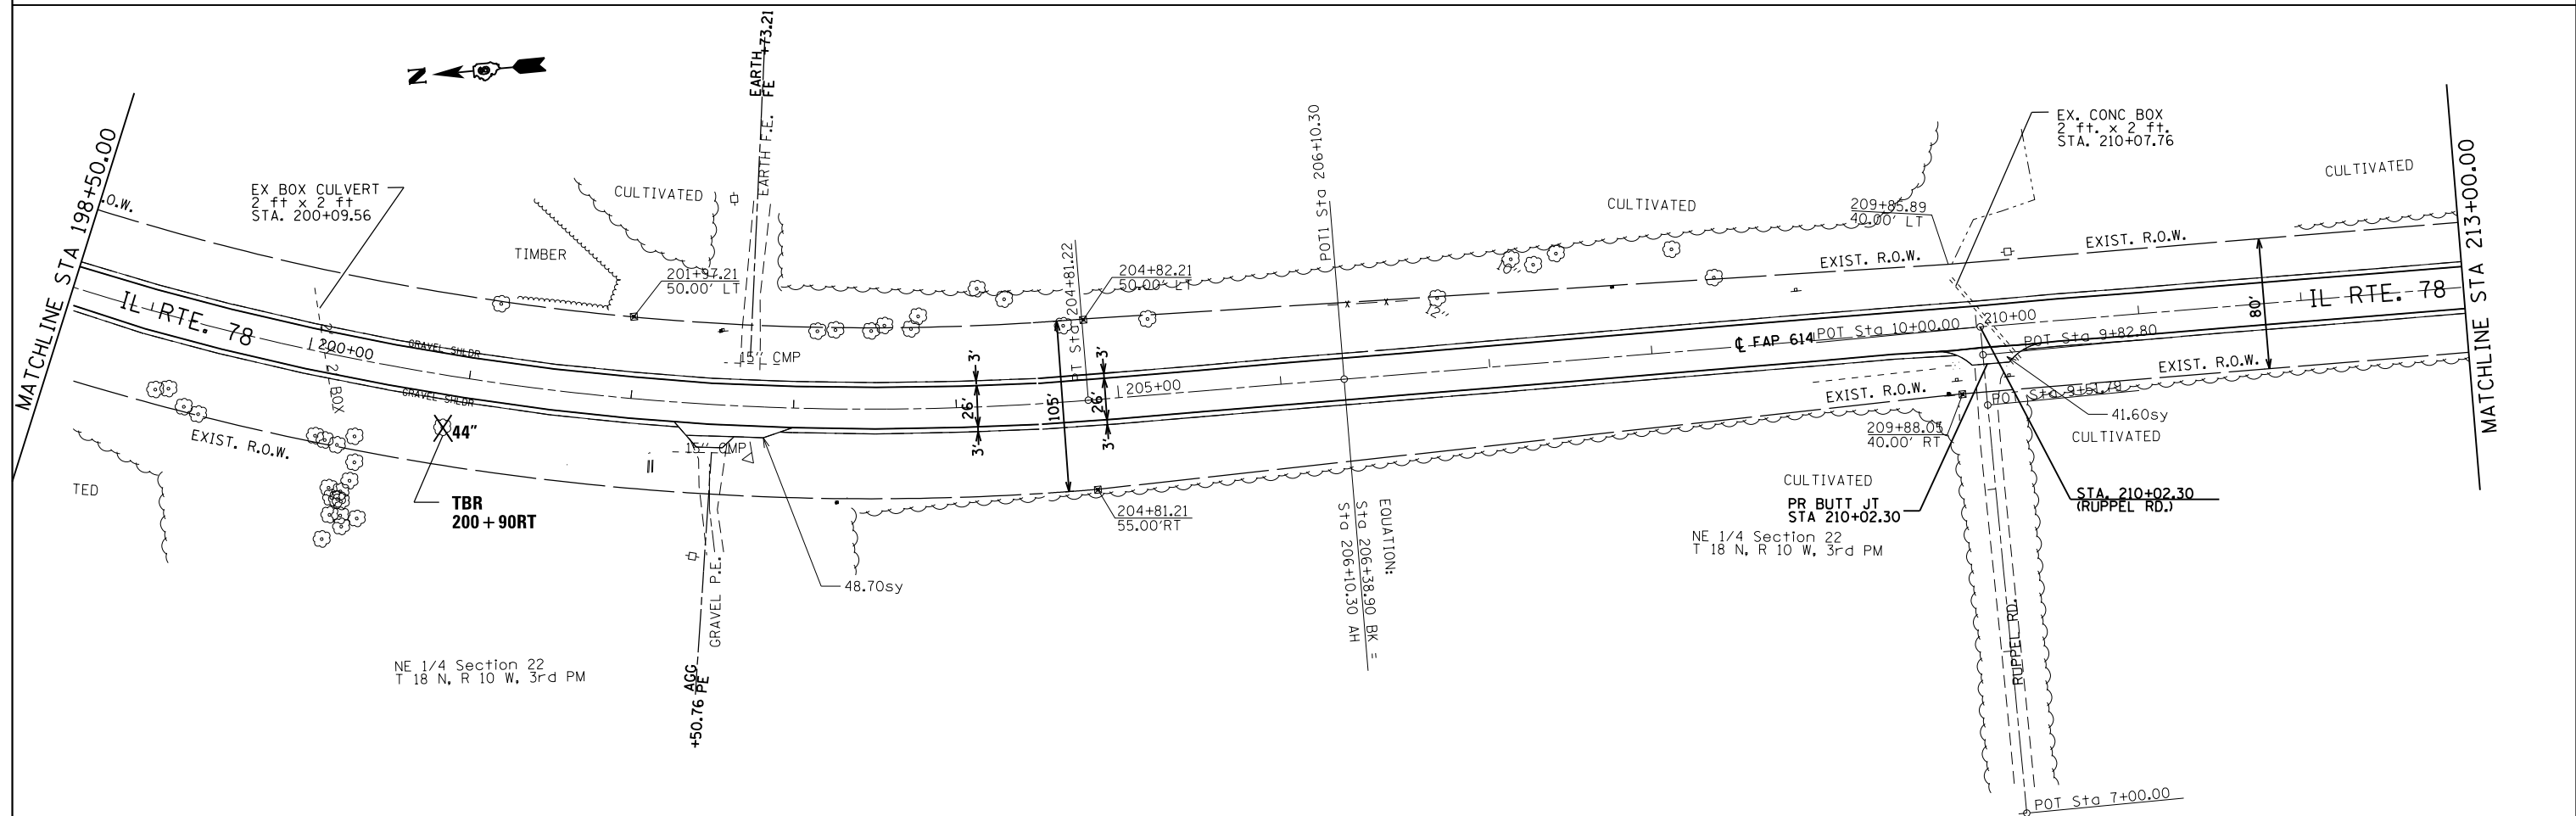 N
MATCHLINE STA 198+50.00
.O.W.
EX BOX CULVERT
2 ft x 2 ft
STA. 200+09.56
TIMBER
CULTIVATED
EARTH +73.21
FE
EARTH F.E.
201+97.21
50.00' LT
15" CMP
IL RTE. 78
200+00
GRAVEL SHLDR
GRAVEL SHLDR
2' BOX
EXIST. R.O.W.
TED
44"
TBR
200 + 90RT
15" CMP
GRAVEL P.E.
48.70sy
AGG
+50.76 PE
NE 1/4 Section 22
T 18 N, R 10 W, 3rd PM
3'
26'
3'
105'
3'
26'
3'
PT Sta 204+81.22
204+82.21
50.00' LT
205+00
204+81.21
55.00'RT
POT1 Sta 206+10.30
EQUATION:
Sta 206+38.90 BK =
Sta 206+10.30 AH
x x
12"
10"
CULTIVATED
209+85.89
40.00' LT
EXIST. R.O.W.
EX. CONC BOX
2 ft. x 2 ft.
STA. 210+07.76
CULTIVATED
EXIST. R.O.W.
℄ FAP 614
POT Sta 10+00.00
210+00
POT Sta 9+82.80
IL RTE. 78
80'
MATCHLINE STA 213+00.00
EXIST. R.O.W.
EXIST. R.O.W.
POT Sta 9+61.79
41.60sy
CULTIVATED
209+88.05
40.00' RT
CULTIVATED
PR BUTT JT
STA 210+02.30
STA. 210+02.30
(RUPPEL RD.)
NE 1/4 Section 22
T 18 N, R 10 W, 3rd PM
RUPPEL RD.
POT Sta 7+00.00